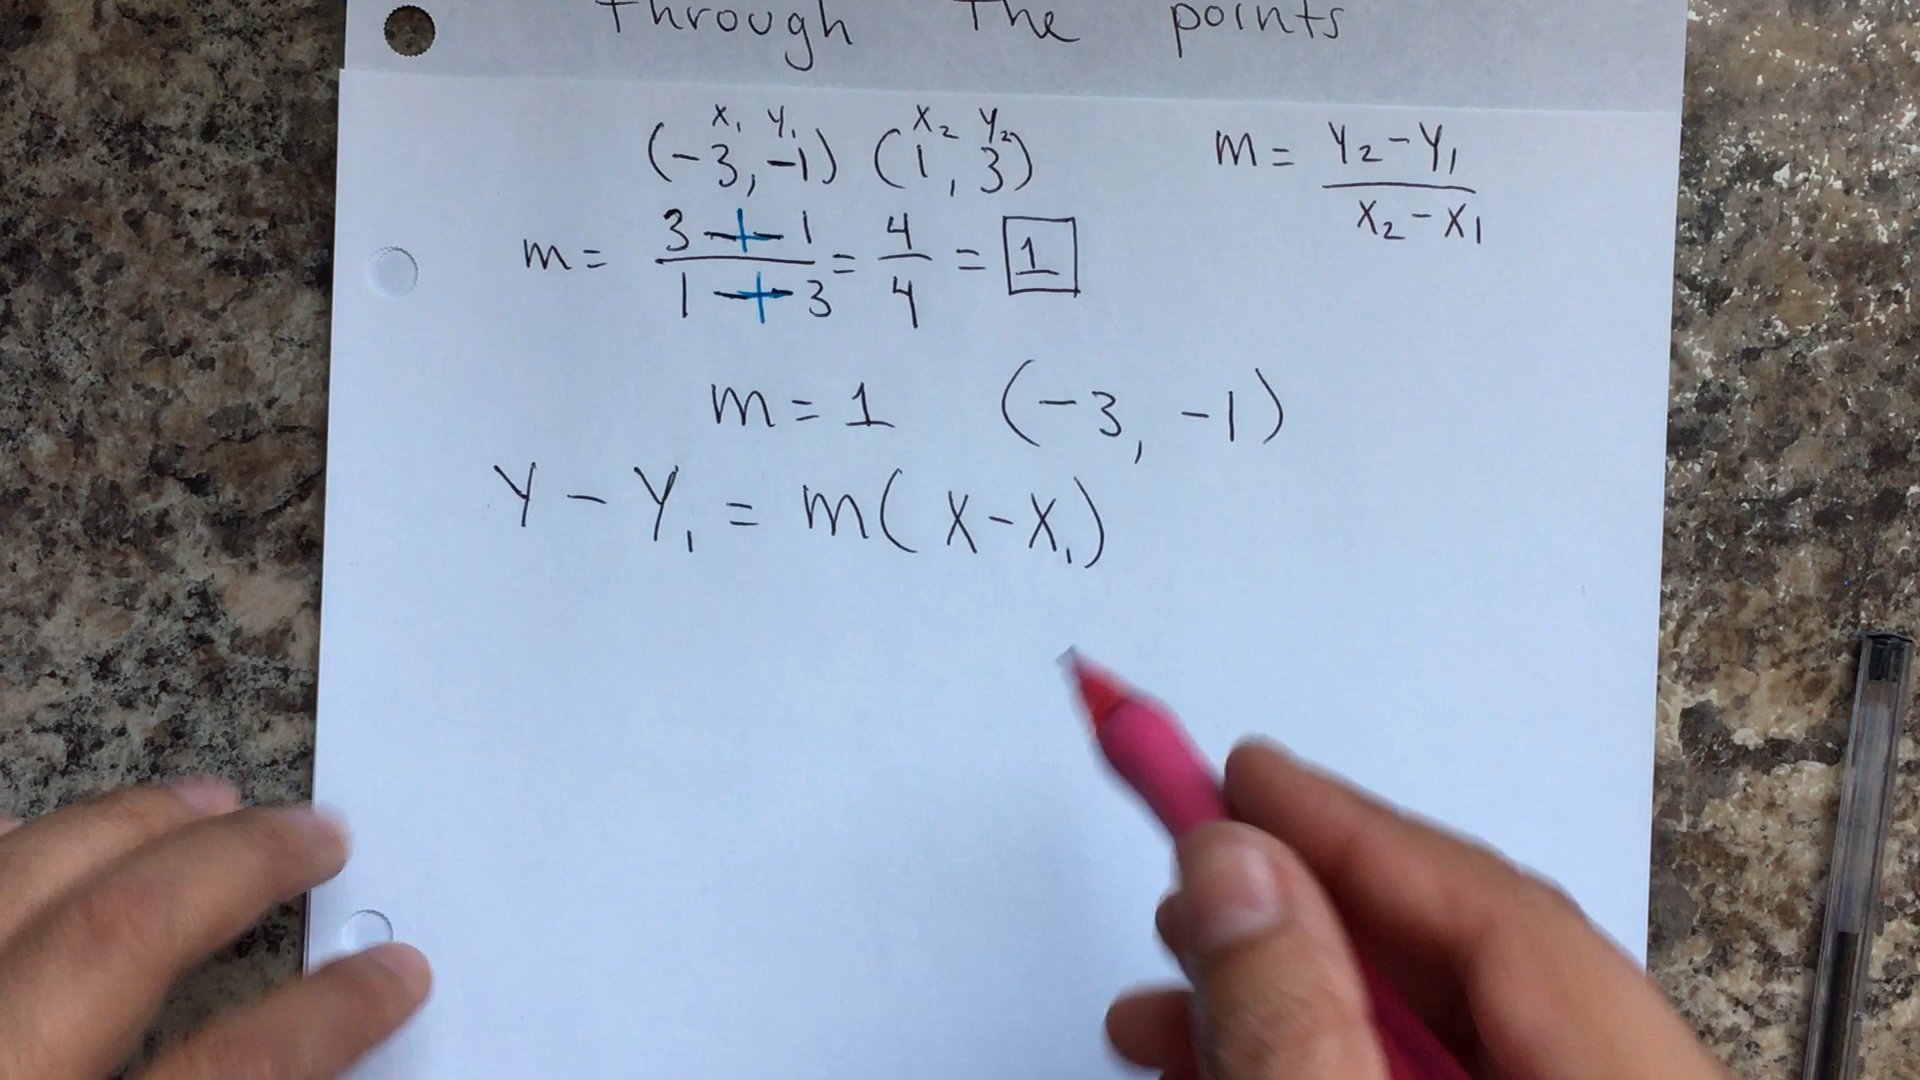 through the points
x₁ y₁ x₂ y₂
(-3, -1) (1, 3)
m = y₂ - y₁ / x₂ - x₁
m = 3 + 1 / 1 + 3 = 4/4 = 1
m = 1 (-3, -1)
y - y₁ = m(x - x₁)